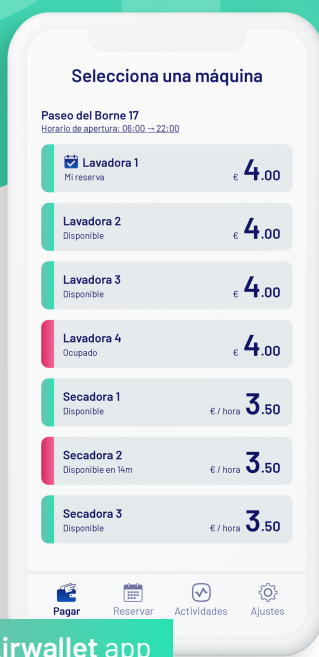 Selecciona una máquina
Paseo del Borne 17
Horario de apertura: 06:00 → 22:00
Lavadora 1
Mi reserva
€ 4.00
Lavadora 2
Disponible
€ 4.00
Lavadora 3
Disponible
€ 4.00
Lavadora 4
Ocupado
€ 4.00
Secadora 1
Disponible
€ / hora 3.50
Secadora 2
Disponible en 14m
€ / hora 3.50
Secadora 3
Disponible
€ / hora 3.50
Pagar Reservar Actividades Ajustes
irwallet app